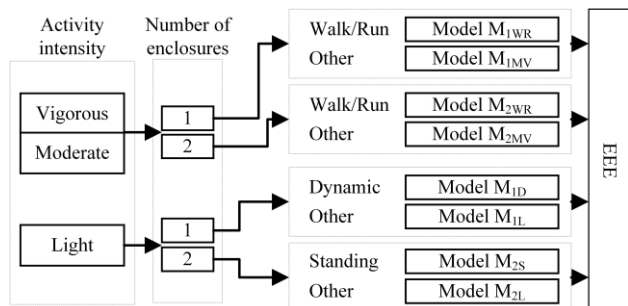 Activity intensity
Number of enclosures
Vigorous
Moderate
1
2
Light
1
2
Walk/Run Model M1WR
Other Model M1MV
Walk/Run Model M2WR
Other Model M2MV
Dynamic Model M1D
Other Model M1L
Standing Model M2S
Other Model M2L
EEE